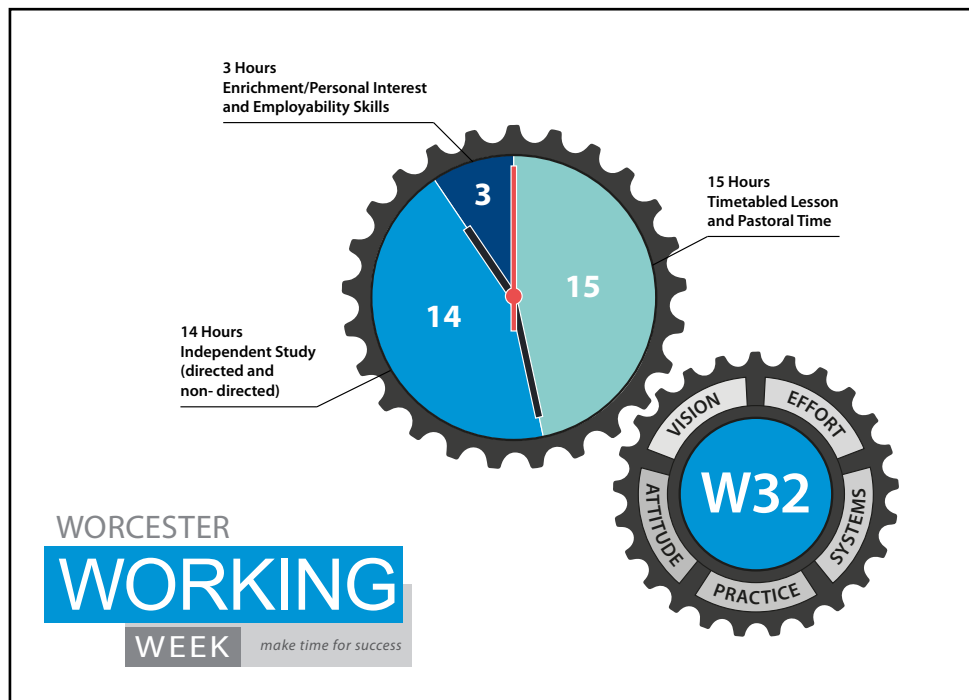 3 Hours
Enrichment/Personal Interest
and Employability Skills
3
15 Hours
Timetabled Lesson
and Pastoral Time
15
14
14 Hours
Independent Study
(directed and
non- directed)
VISION
EFFORT
ATTITUDE
W32
SYSTEMS
PRACTICE
WORCESTER
WORKING
WEEK
make time for success